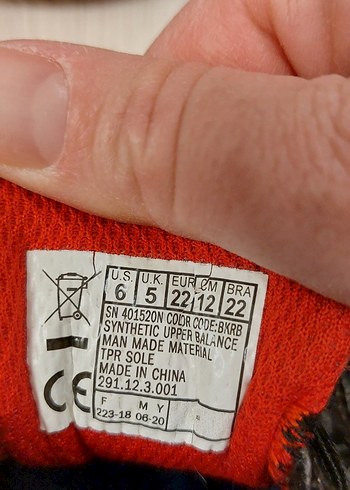 U.S. U.K. EUR CM BRA
6 5 22 12 22
SN 401520N COLOR CODE:BKRB
SYNTHETIC UPPER BALANCE
MAN MADE MATERIAL
TPR SOLE
MADE IN CHINA
291.12.3.001
CE
F M Y
223-18 06-20